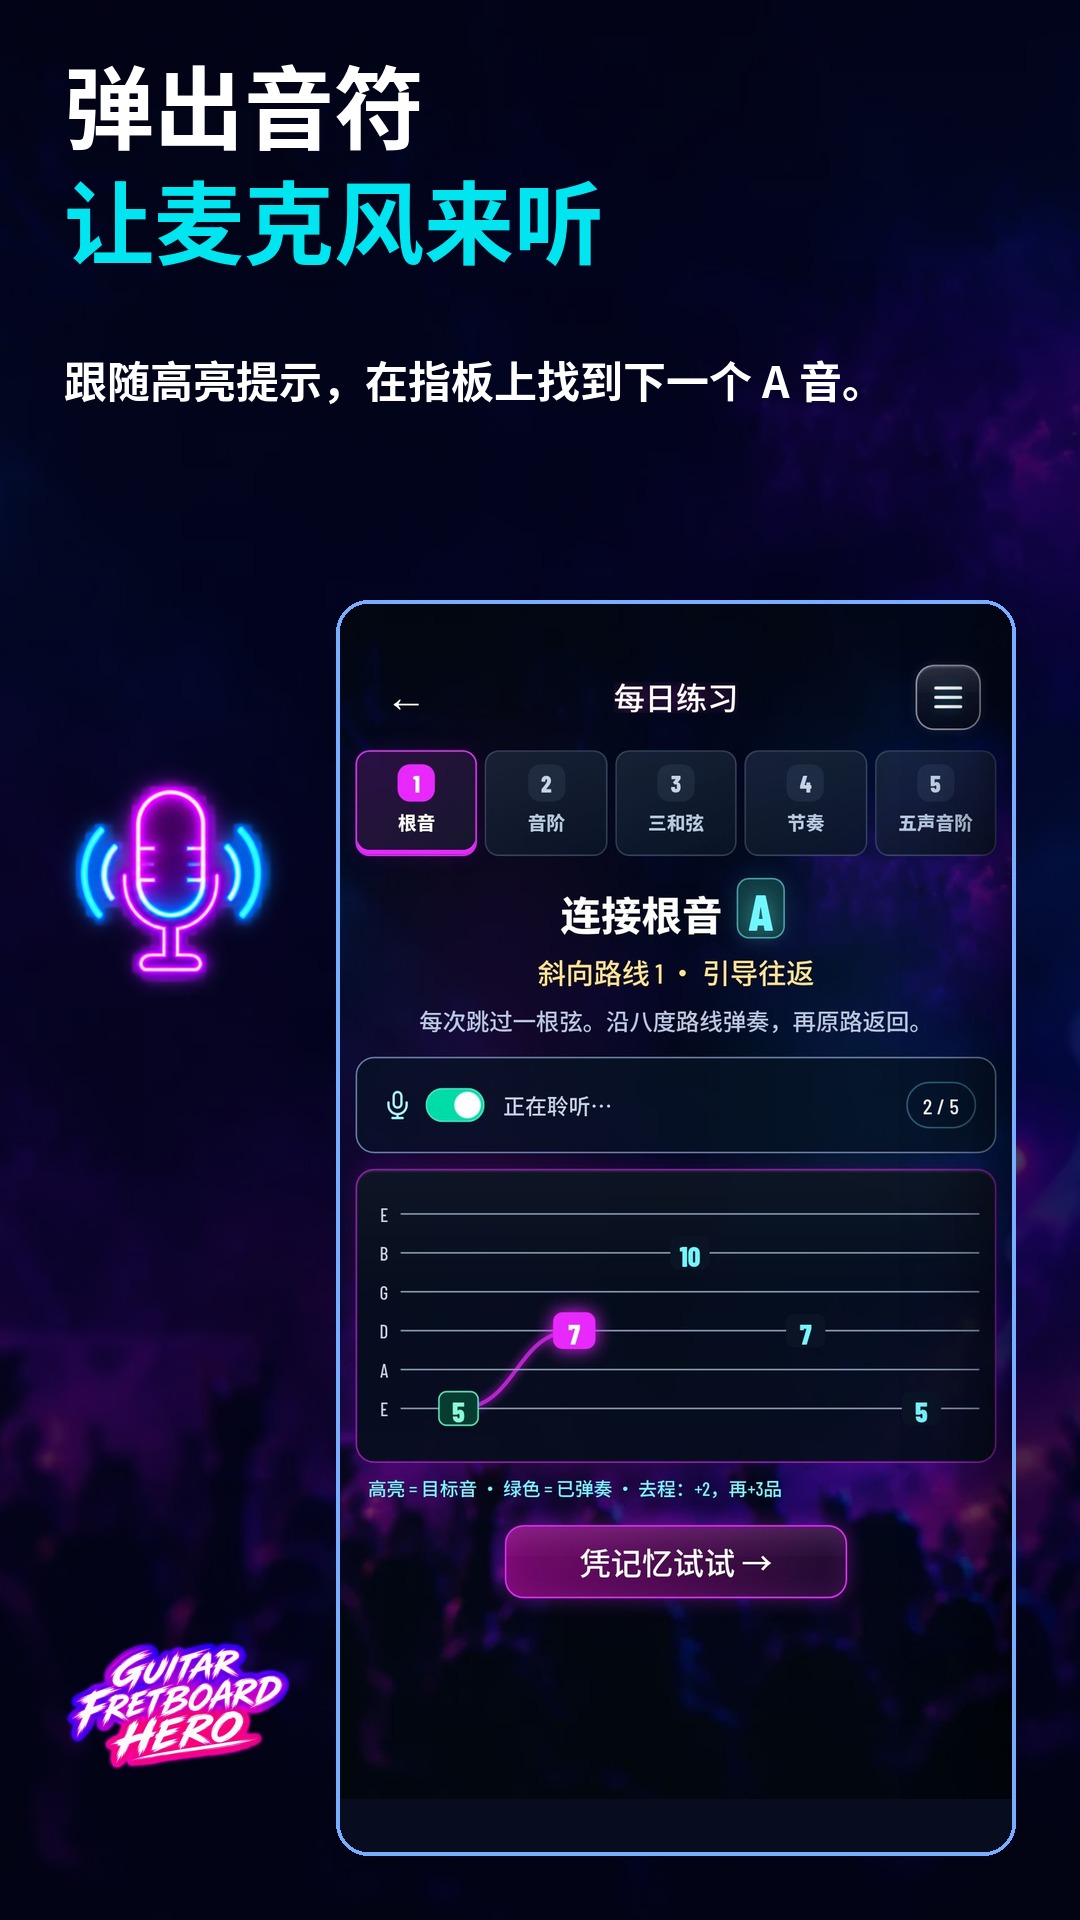 弹出音符
让麦克风来听
跟随高亮提示，在指板上找到下一个 A 音。
← 每日练习
1 2 3 4 5
根音 音阶 三和弦 节奏 五声音阶
连接根音 A
斜向路线1 • 引导往返
每次跳过一根弦。沿八度路线弹奏，再原路返回。
正在聆听… 2 / 5
E
B 10
G
D 7 7
A
E 5 5
高亮 = 目标音 • 绿色 = 已弹奏 • 去程：+2，再+3品
凭记忆试试 →
GUITAR
FRETBOARD
HERO